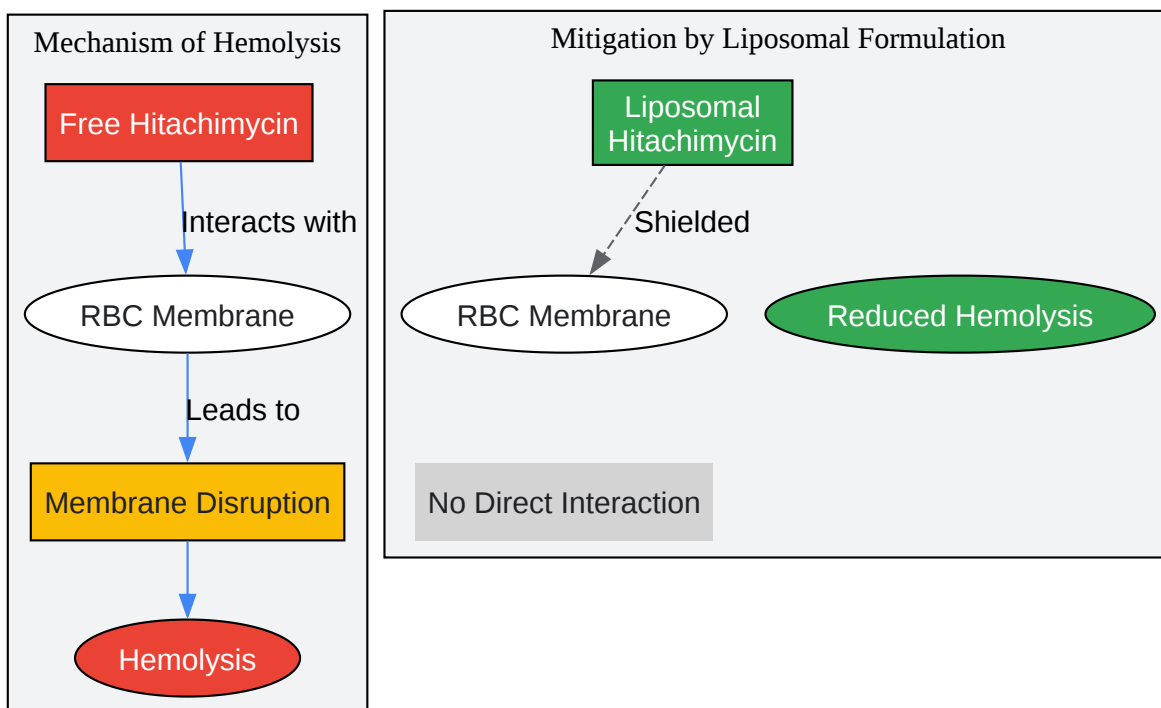 Mechanism of Hemolysis
Free Hitachimycin
Interacts with
RBC Membrane
Leads to
Membrane Disruption
Hemolysis
Mitigation by Liposomal Formulation
Liposomal
Hitachimycin
Shielded
RBC Membrane
Reduced Hemolysis
No Direct Interaction